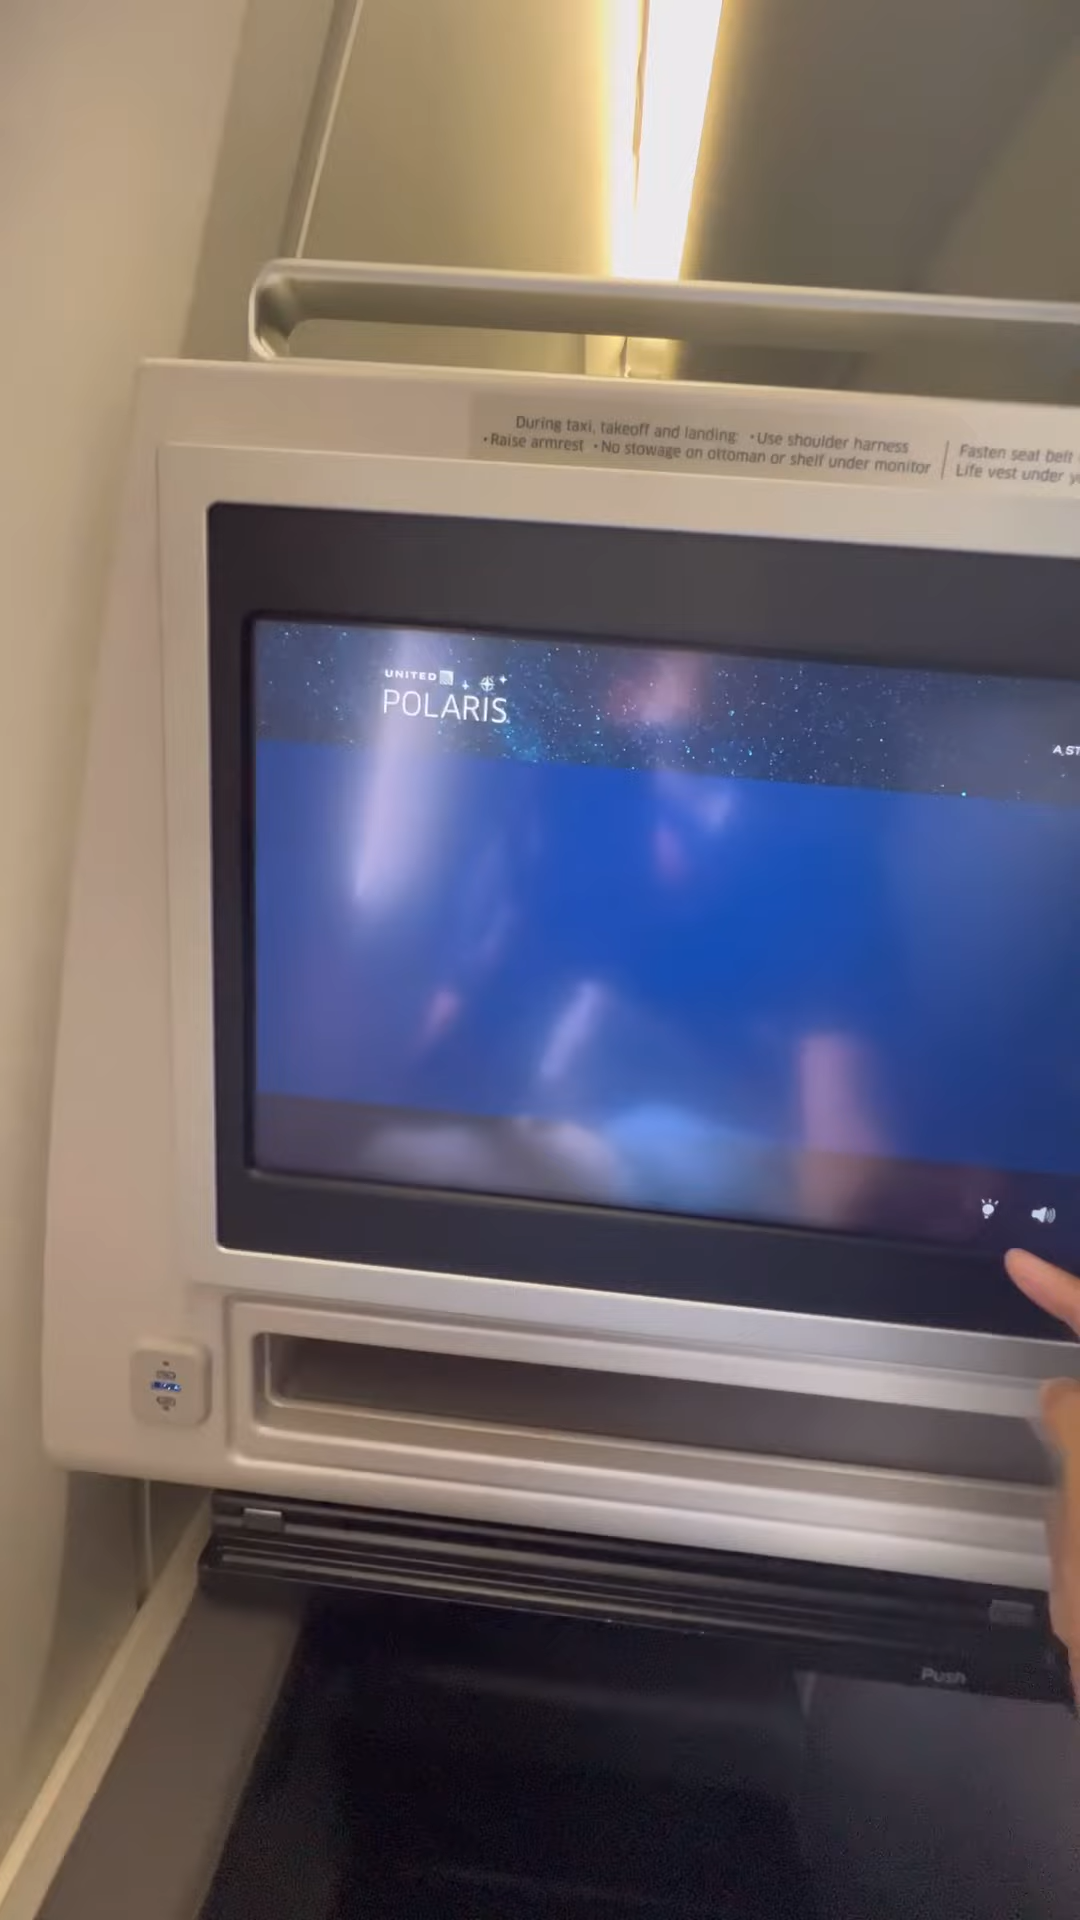 During taxi, takeoff and landing: •Use shoulder harness
•Raise armrest •No stowage on ottoman or shelf under monitor
Fasten seat belt
Life vest under
UNITED
POLARIS
A ST
Push